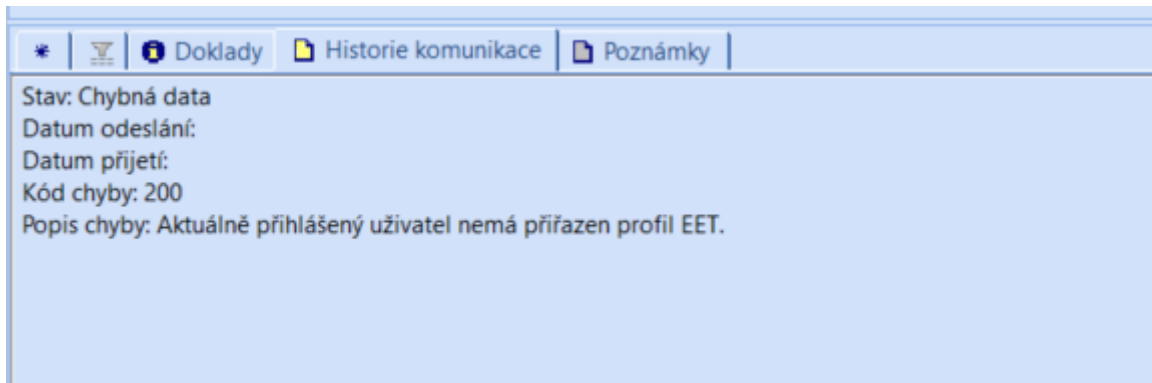 * Doklady Historie komunikace Poznámky
Stav: Chybná data
Datum odeslání:
Datum přijetí:
Kód chyby: 200
Popis chyby: Aktuálně přihlášený uživatel nemá přiřazen profil EET.